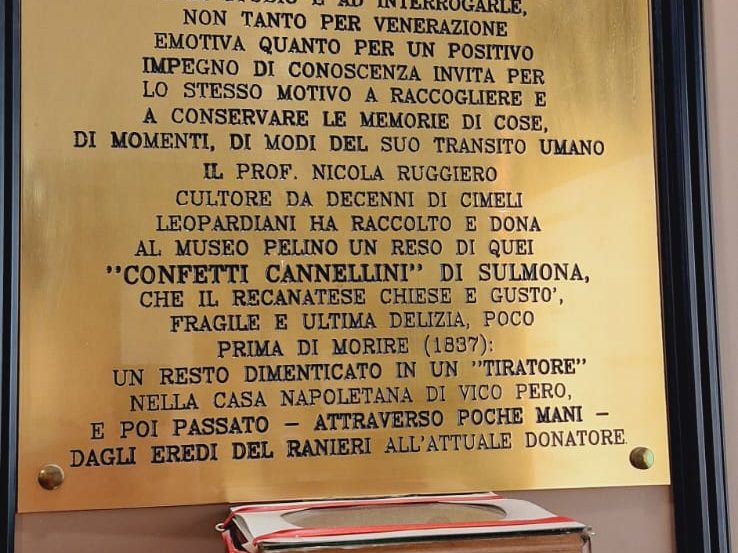 E AD INTERROGARLE,
NON TANTO PER VENERAZIONE
EMOTIVA QUANTO PER UN POSITIVO
IMPEGNO DI CONOSCENZA INVITA PER
LO STESSO MOTIVO A RACCOGLIERE E
A CONSERVARE LE MEMORIE DI COSE,
DI MOMENTI, DI MODI DEL SUO TRANSITO UMANO
IL PROF. NICOLA RUGGIERO
CULTORE DA DECENNI DI CIMELI
LEOPARDIANI HA RACCOLTO E DONA
AL MUSEO PELINO UN RESO DI QUEI
"CONFETTI CANNELLINI" DI SULMONA,
CHE IL RECANATESE CHIESE E GUSTO',
FRAGILE E ULTIMA DELIZIA, POCO
PRIMA DI MORIRE (1837):
UN RESTO DIMENTICATO IN UN "TIRATORE"
NELLA CASA NAPOLETANA DI VICO PERO,
E POI PASSATO – ATTRAVERSO POCHE MANI –
DAGLI EREDI DEL RANIERI ALL'ATTUALE DONATORE.